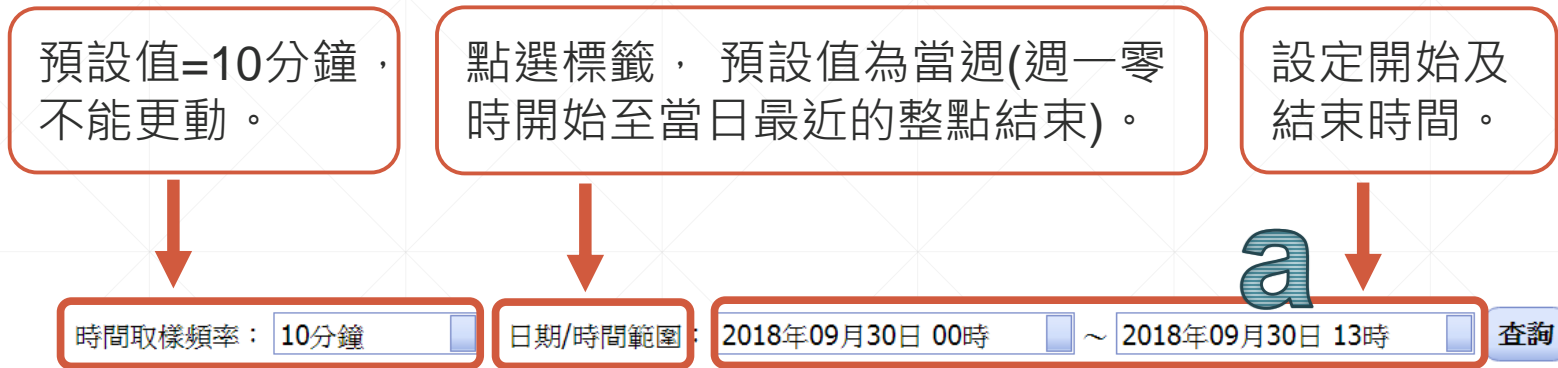 預設值=10分鐘，
不能更動。
點選標籤， 預設值為當週(週一零
時開始至當日最近的整點結束)。
設定開始及
結束時間。
a
時間取樣頻率： 10分鐘 日期/時間範圍： 2018年09月30日 00時 ～ 2018年09月30日 13時 查詢